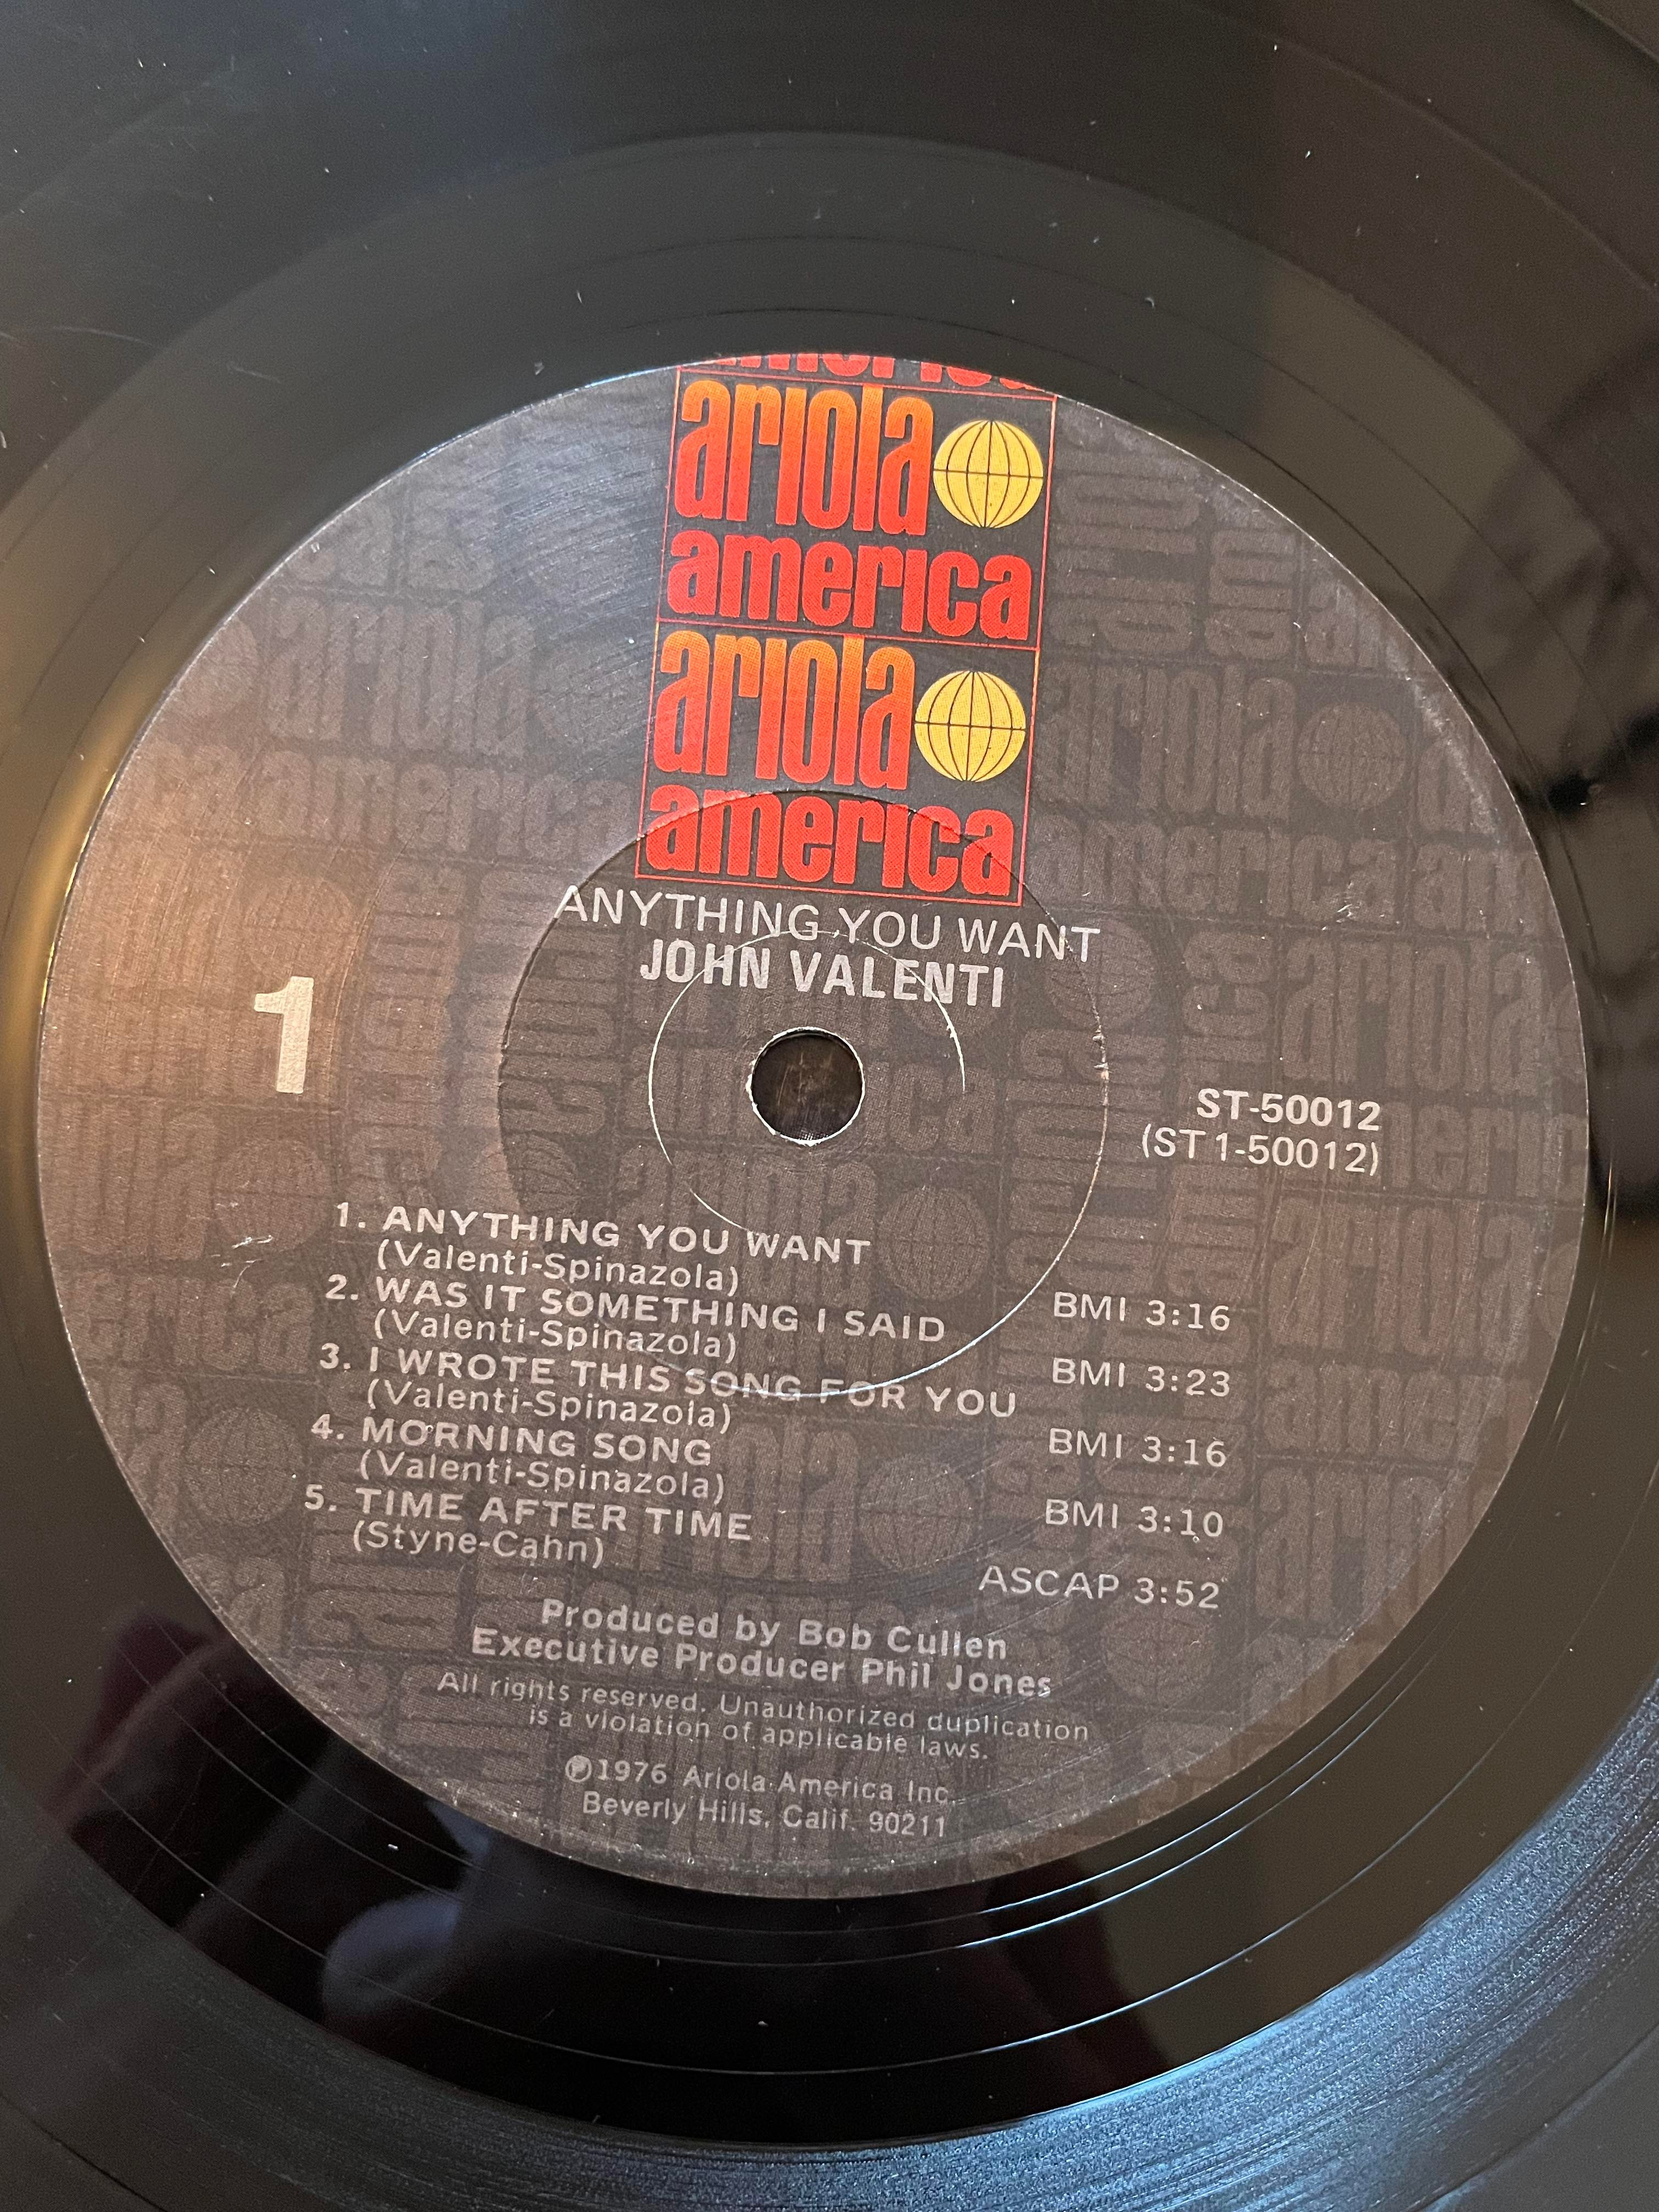 america
ariola
america
ariola
america
ANYTHING YOU WANT
JOHN VALENTI
1
ST-50012
(ST 1-50012)
1. ANYTHING YOU WANT
(Valenti-Spinazola) BMI 3:16
2. WAS IT SOMETHING I SAID
(Valenti-Spinazola) BMI 3:23
3. I WROTE THIS SONG FOR YOU
(Valenti-Spinazola) BMI 3:16
4. MORNING SONG
(Valenti-Spinazola) BMI 3:10
5. TIME AFTER TIME
(Styne-Cahn) ASCAP 3:52
Produced by Bob Cullen
Executive Producer Phil Jones
All rights reserved. Unauthorized duplication
is a violation of applicable laws.
℗1976 Ariola America Inc.
Beverly Hills, Calif. 90211